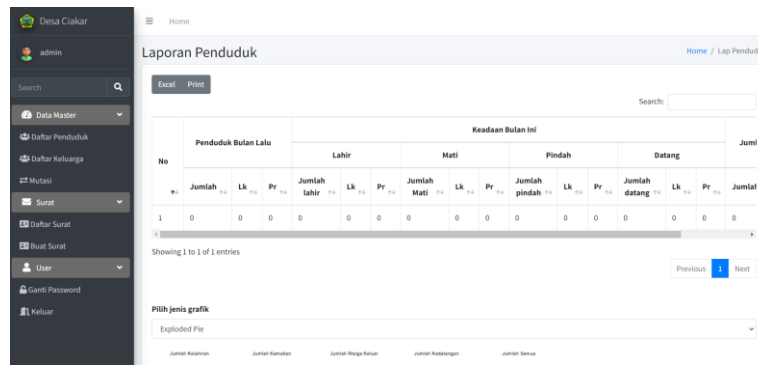 Desa Ciakar
Home
admin
Laporan Penduduk
Home / Lap Pendud
Search
Excel Print
Search:
Data Master
Daftar Penduduk
Daftar Keluarga
Mutasi
Surat
Daftar Surat
Buat Surat
User
Ganti Password
Keluar
No
Penduduk Bulan Lalu
Keadaan Bulan Ini
Juml
Lahir Mati Pindah Datang
Jumlah Lk Pr Jumlah lahir Lk Pr Jumlah Mati Lk Pr Jumlah pindah Lk Pr Jumlah datang Lk Pr Jumlah
1 0 0 0 0 0 0 0 0 0 0 0 0 0 0 0 0
Showing 1 to 1 of 1 entries
Previous 1 Next
Pilih jenis grafik
Exploded Pie
Jumlah Kelahiran Jumlah Kematian Jumlah Warga Keluar Jumlah Kedatangan Jumlah Semua